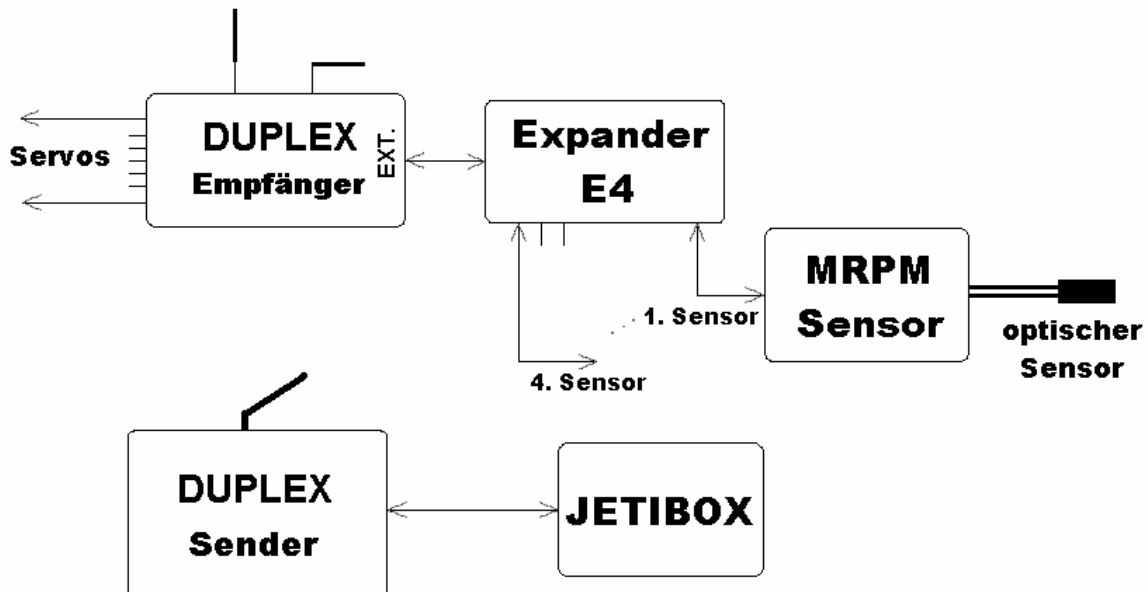 DUPLEX
Empfänger
EXT.
Servos
Expander
E4
MRPM
Sensor
1. Sensor
4. Sensor
optischer
Sensor
DUPLEX
Sender
JETIBOX